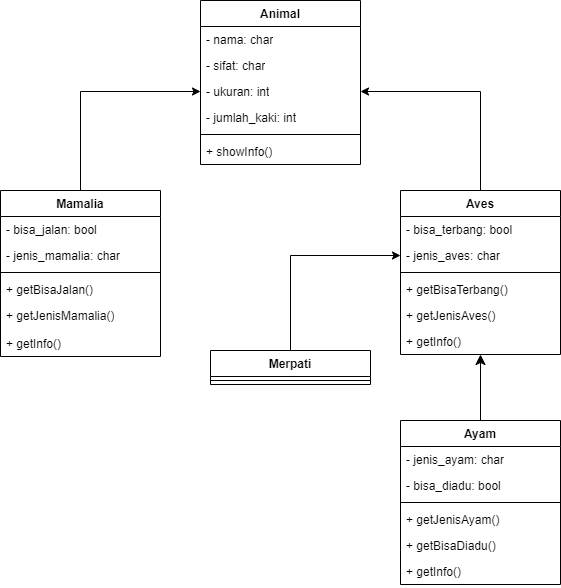 Animal
- nama: char
- sifat: char
- ukuran: int
- jumlah_kaki: int
+ showInfo()
Mamalia
- bisa_jalan: bool
- jenis_mamalia: char
+ getBisaJalan()
+ getJenisMamalia()
+ getInfo()
Aves
- bisa_terbang: bool
- jenis_aves: char
+ getBisaTerbang()
+ getJenisAves()
+ getInfo()
Merpati
Ayam
- jenis_ayam: char
- bisa_diadu: bool
+ getJenisAyam()
+ getBisaDiadu()
+ getInfo()